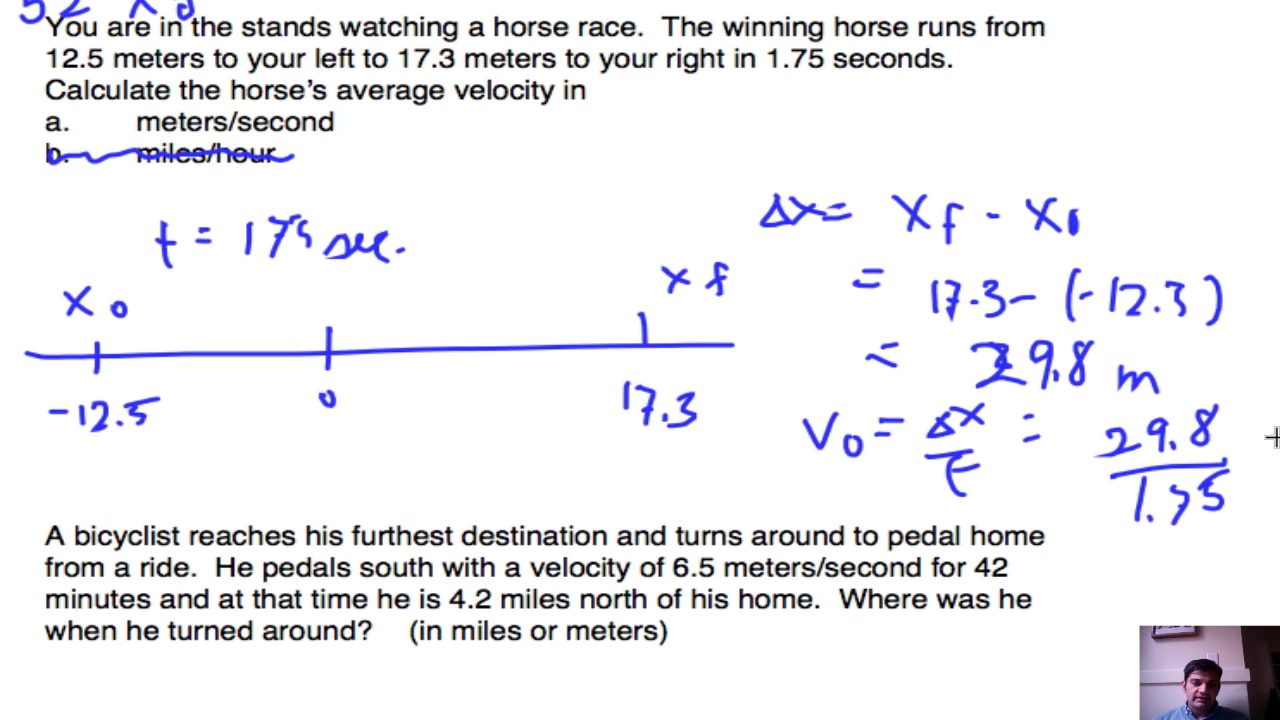 52 x 0
You are in the stands watching a horse race. The winning horse runs from
12.5 meters to your left to 17.3 meters to your right in 1.75 seconds.
Calculate the horse's average velocity in
a. meters/second
b. miles/hour
t = 175 sec.
Δx = xf - x0
x0
xf
= 17.3 - (-12.3)
= 29.8 m
-12.5
0
17.3
v0 = Δx/t = 29.8/1.75
A bicyclist reaches his furthest destination and turns around to pedal home
from a ride. He pedals south with a velocity of 6.5 meters/second for 42
minutes and at that time he is 4.2 miles north of his home. Where was he
when he turned around? (in miles or meters)